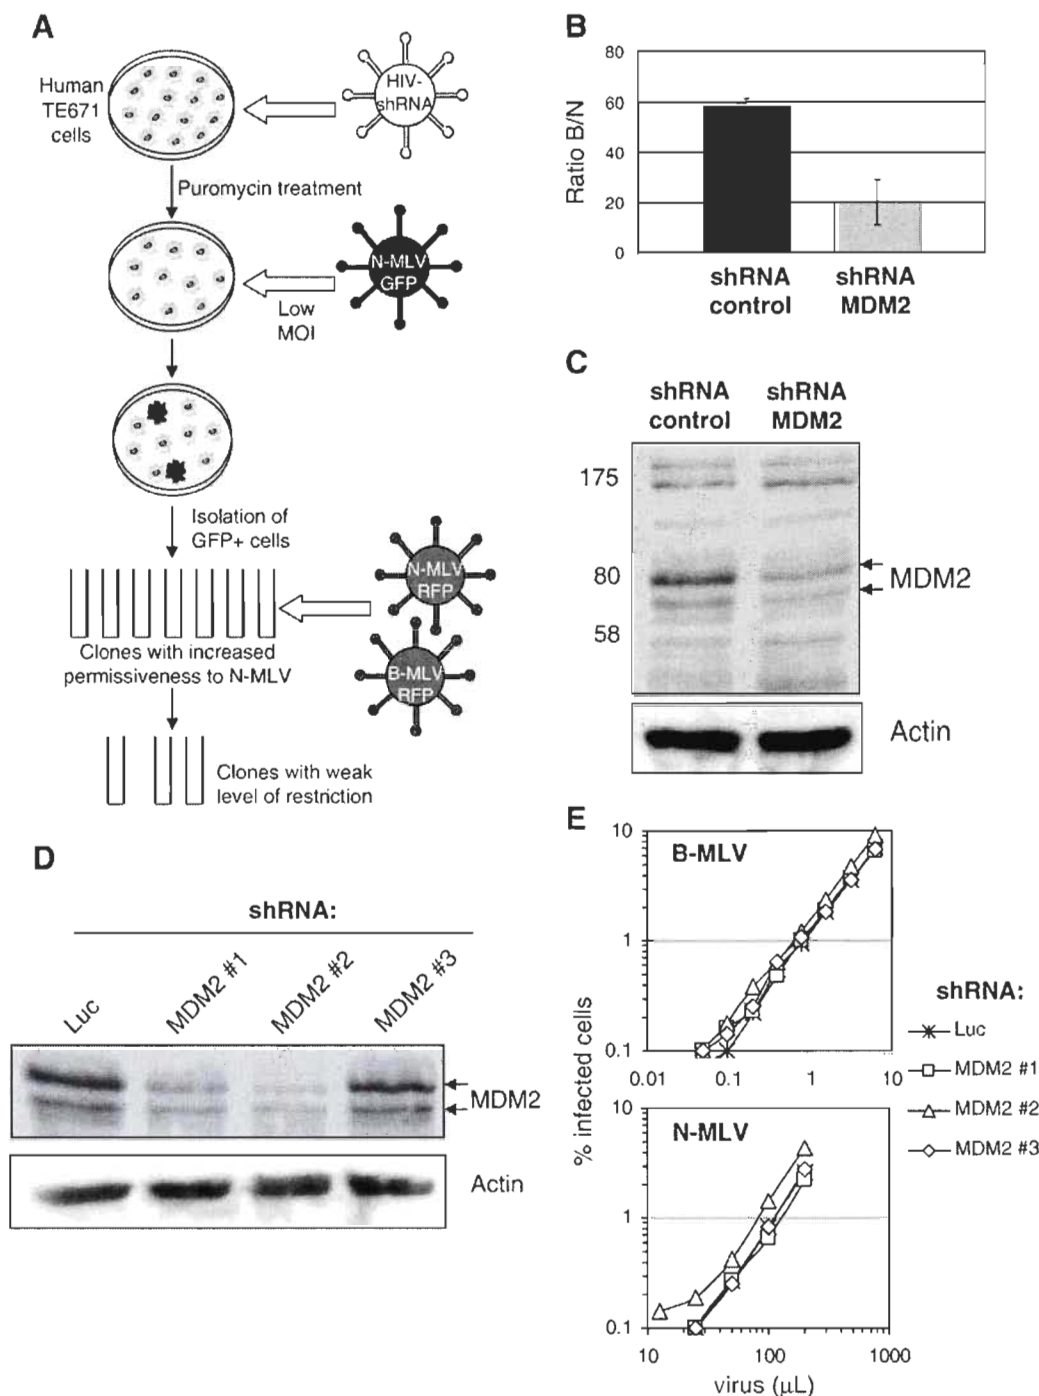 A
Human
TE671
cells
HIV-
shRNA
Puromycin treatment
N-MLV
GFP
Low
MOI
Isolation of
GFP+ cells
N-MLV
RFP
Clones with increased
permissiveness to N-MLV
B-MLV
RFP
Clones with weak
level of restriction
B
Ratio B/N
80
60
40
20
0
shRNA
control
shRNA
MDM2
C
shRNA
control
shRNA
MDM2
175
80
58
MDM2
Actin
D
shRNA:
Luc
MDM2 #1
MDM2 #2
MDM2 #3
MDM2
Actin
E
% infected cells
10
1
0.1
B-MLV
0.01
0.1
1
10
10
1
0.1
N-MLV
10
100
1000
virus (µL)
shRNA:
Luc
MDM2 #1
MDM2 #2
MDM2 #3